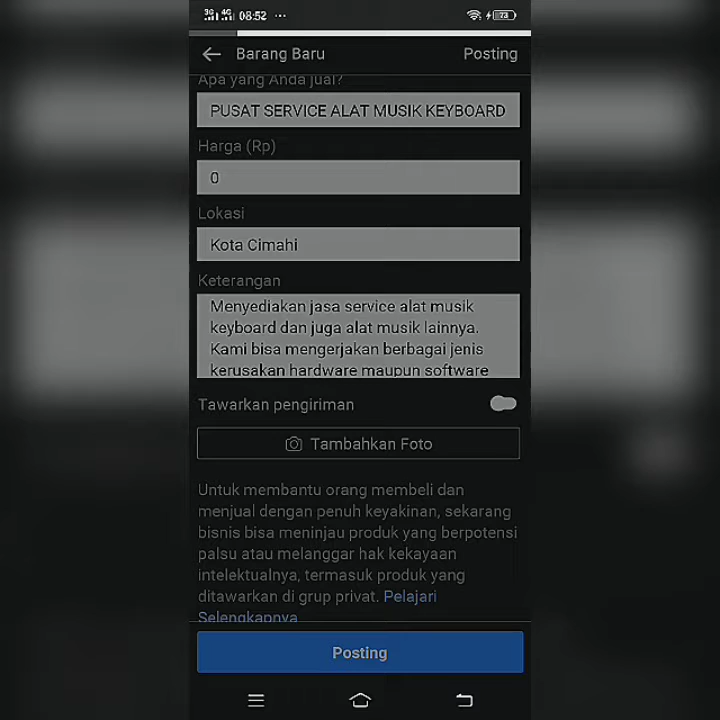 3G 4G 08:52 ... 73
Barang Baru Posting
Apa yang Anda jual?
PUSAT SERVICE ALAT MUSIK KEYBOARD
Harga (Rp)
0
Lokasi
Kota Cimahi
Keterangan
Menyediakan jasa service alat musik
keyboard dan juga alat musik lainnya.
Kami bisa mengerjakan berbagai jenis
kerusakan hardware maupun software
Tawarkan pengiriman
Tambahkan Foto
Untuk membantu orang membeli dan
menjual dengan penuh keyakinan, sekarang
bisnis bisa meninjau produk yang berpotensi
palsu atau melanggar hak kekayaan
intelektualnya, termasuk produk yang
ditawarkan di grup privat. Pelajari
Selengkapnya
Posting